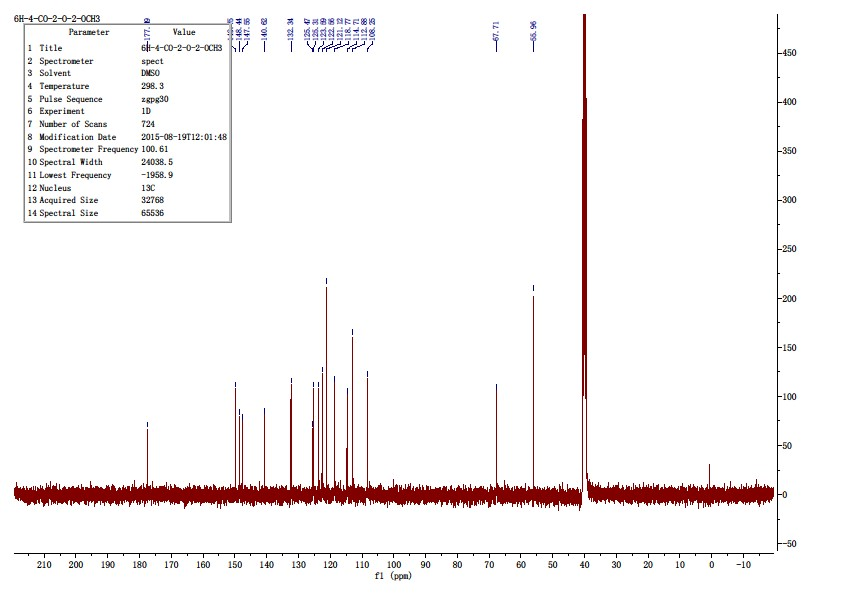 6H-4-CO-2-O-2-OCH3
Parameter Value
1 Title 6H-4-CO-2-O-2-OCH3
2 Spectrometer spect
3 Solvent DMSO
4 Temperature 298.3
5 Pulse Sequence zgpg30
6 Experiment 1D
7 Number of Scans 724
8 Modification Date 2015-08-19T12:01:48
9 Spectrometer Frequency 100.61
10 Spectral Width 24038.5
11 Lowest Frequency -1958.9
12 Nucleus 13C
13 Acquired Size 32768
14 Spectral Size 65536
148.44
147.55
140.62
132.34
125.47
125.31
123.59
122.56
121.12
118.77
114.71
112.88
108.25
67.71
55.96
450
400
350
300
250
200
150
100
50
0
-50
210 200 190 180 170 160 150 140 130 120 110 100 90 80 70 60 50 40 30 20 10 0 -10
f1 (ppm)